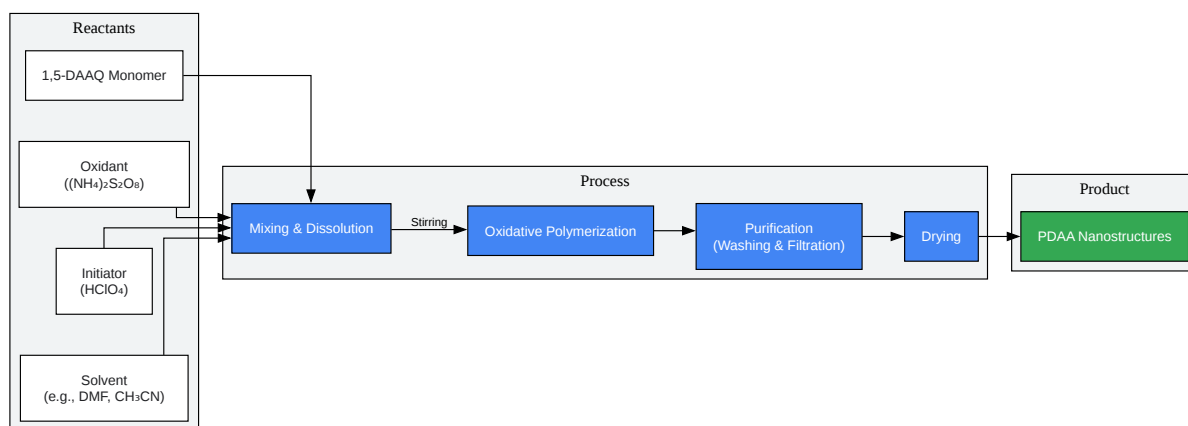 Reactants
1,5-DAAQ Monomer
Oxidant
((NH₄)₂S₂O₈)
Initiator
(HClO₄)
Solvent
(e.g., DMF, CH₃CN)
Process
Mixing & Dissolution
Stirring
Oxidative Polymerization
Purification
(Washing & Filtration)
Drying
Product
PDAA Nanostructures